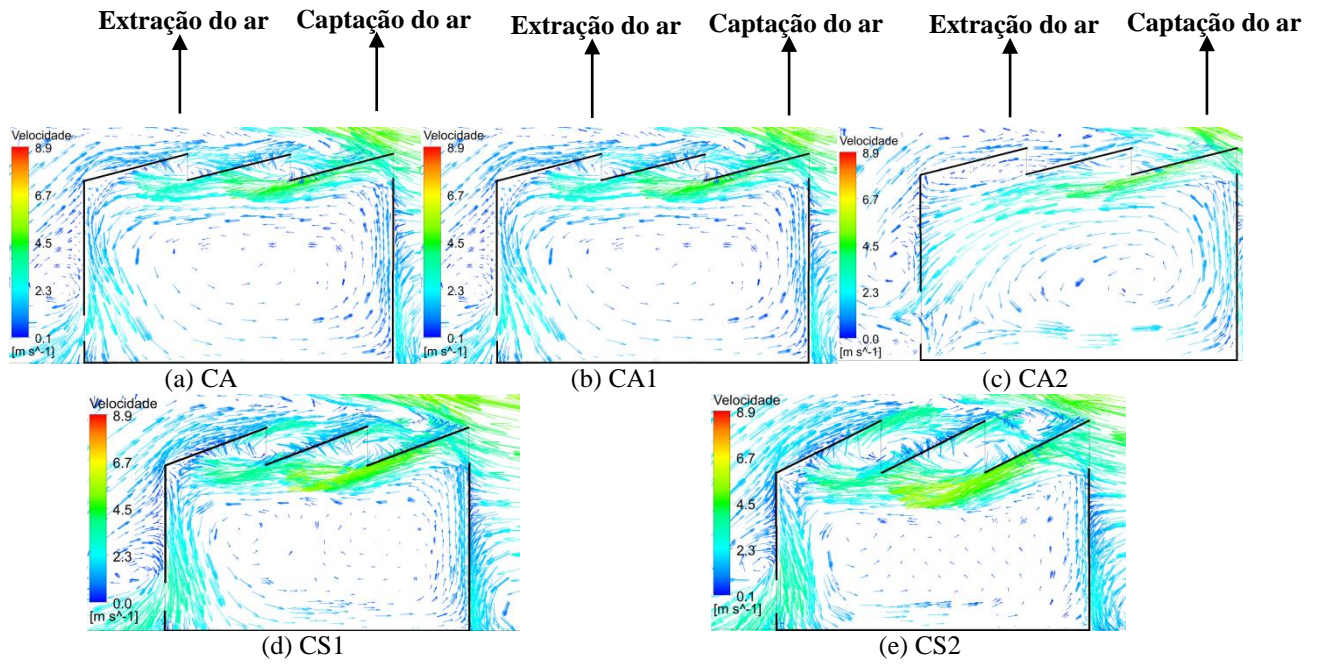 Extração do ar
Captação do ar
Extração do ar
Captação do ar
Extração do ar
Captação do ar
Velocidade
8.9
6.7
4.5
2.3
0.1
[m s^-1]
(a) CA
Velocidade
8.9
6.7
4.5
2.3
0.1
[m s^-1]
(b) CA1
Velocidade
8.9
6.7
4.5
2.3
0.0
[m s^-1]
(c) CA2
Velocidade
8.9
6.7
4.5
2.3
0.0
[m s^-1]
(d) CS1
Velocidade
8.9
6.7
4.5
2.3
0.1
[m s^-1]
(e) CS2